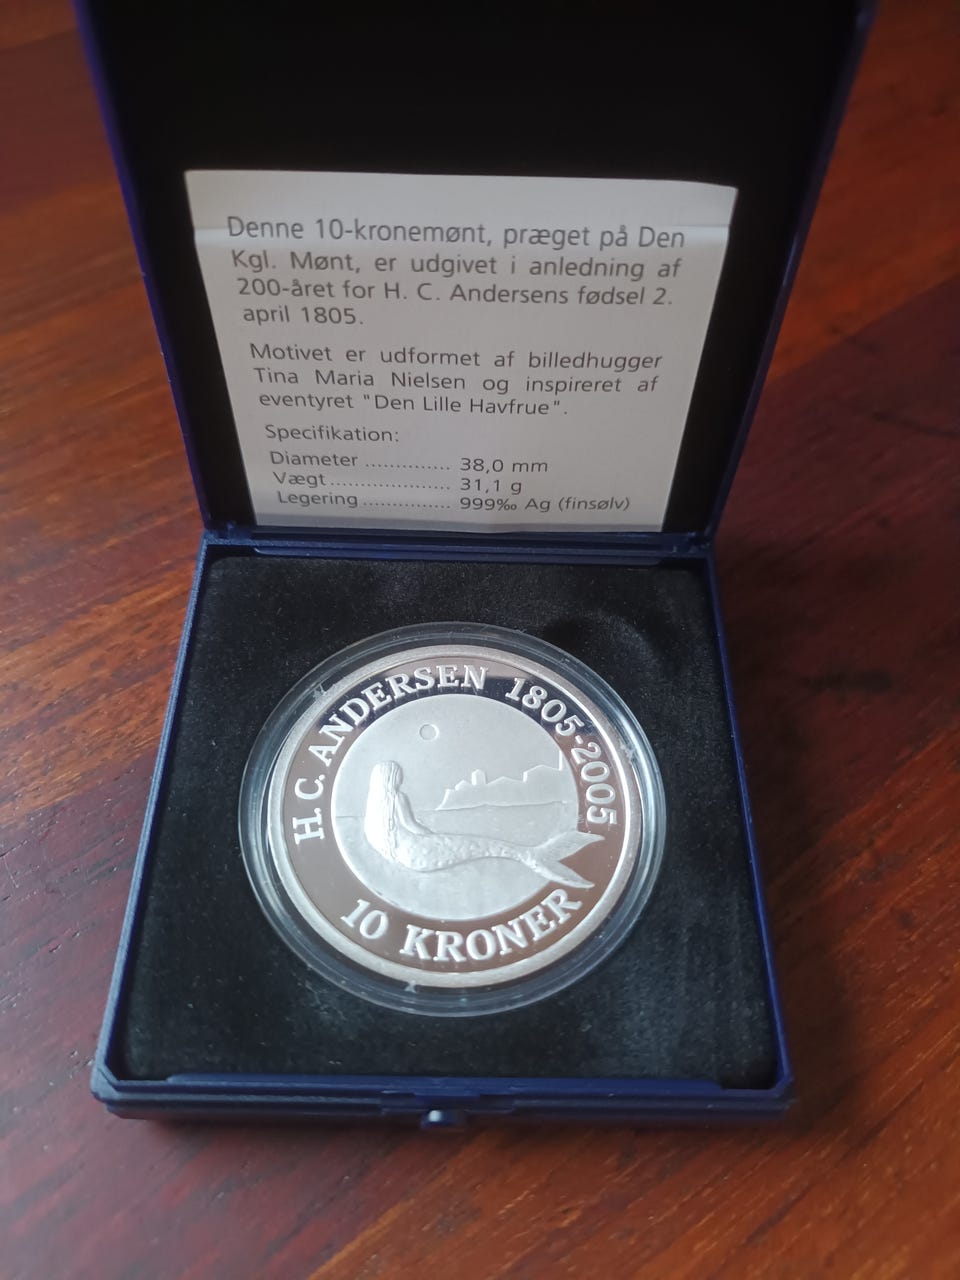 Denne 10-kronemønt, præget på Den
Kgl. Mønt, er udgivet i anledning af
200-året for H. C. Andersens fødsel 2.
april 1805.
Motivet er udformet af billedhugger
Tina Maria Nielsen og inspireret af
eventyret "Den Lille Havfrue".
Specifikation:
Diameter .............. 38,0 mm
Vægt..................... 31,1 g
Legering ............... 999‰ Ag (finsølv)
H. C. ANDERSEN 1805-2005
10 KRONER